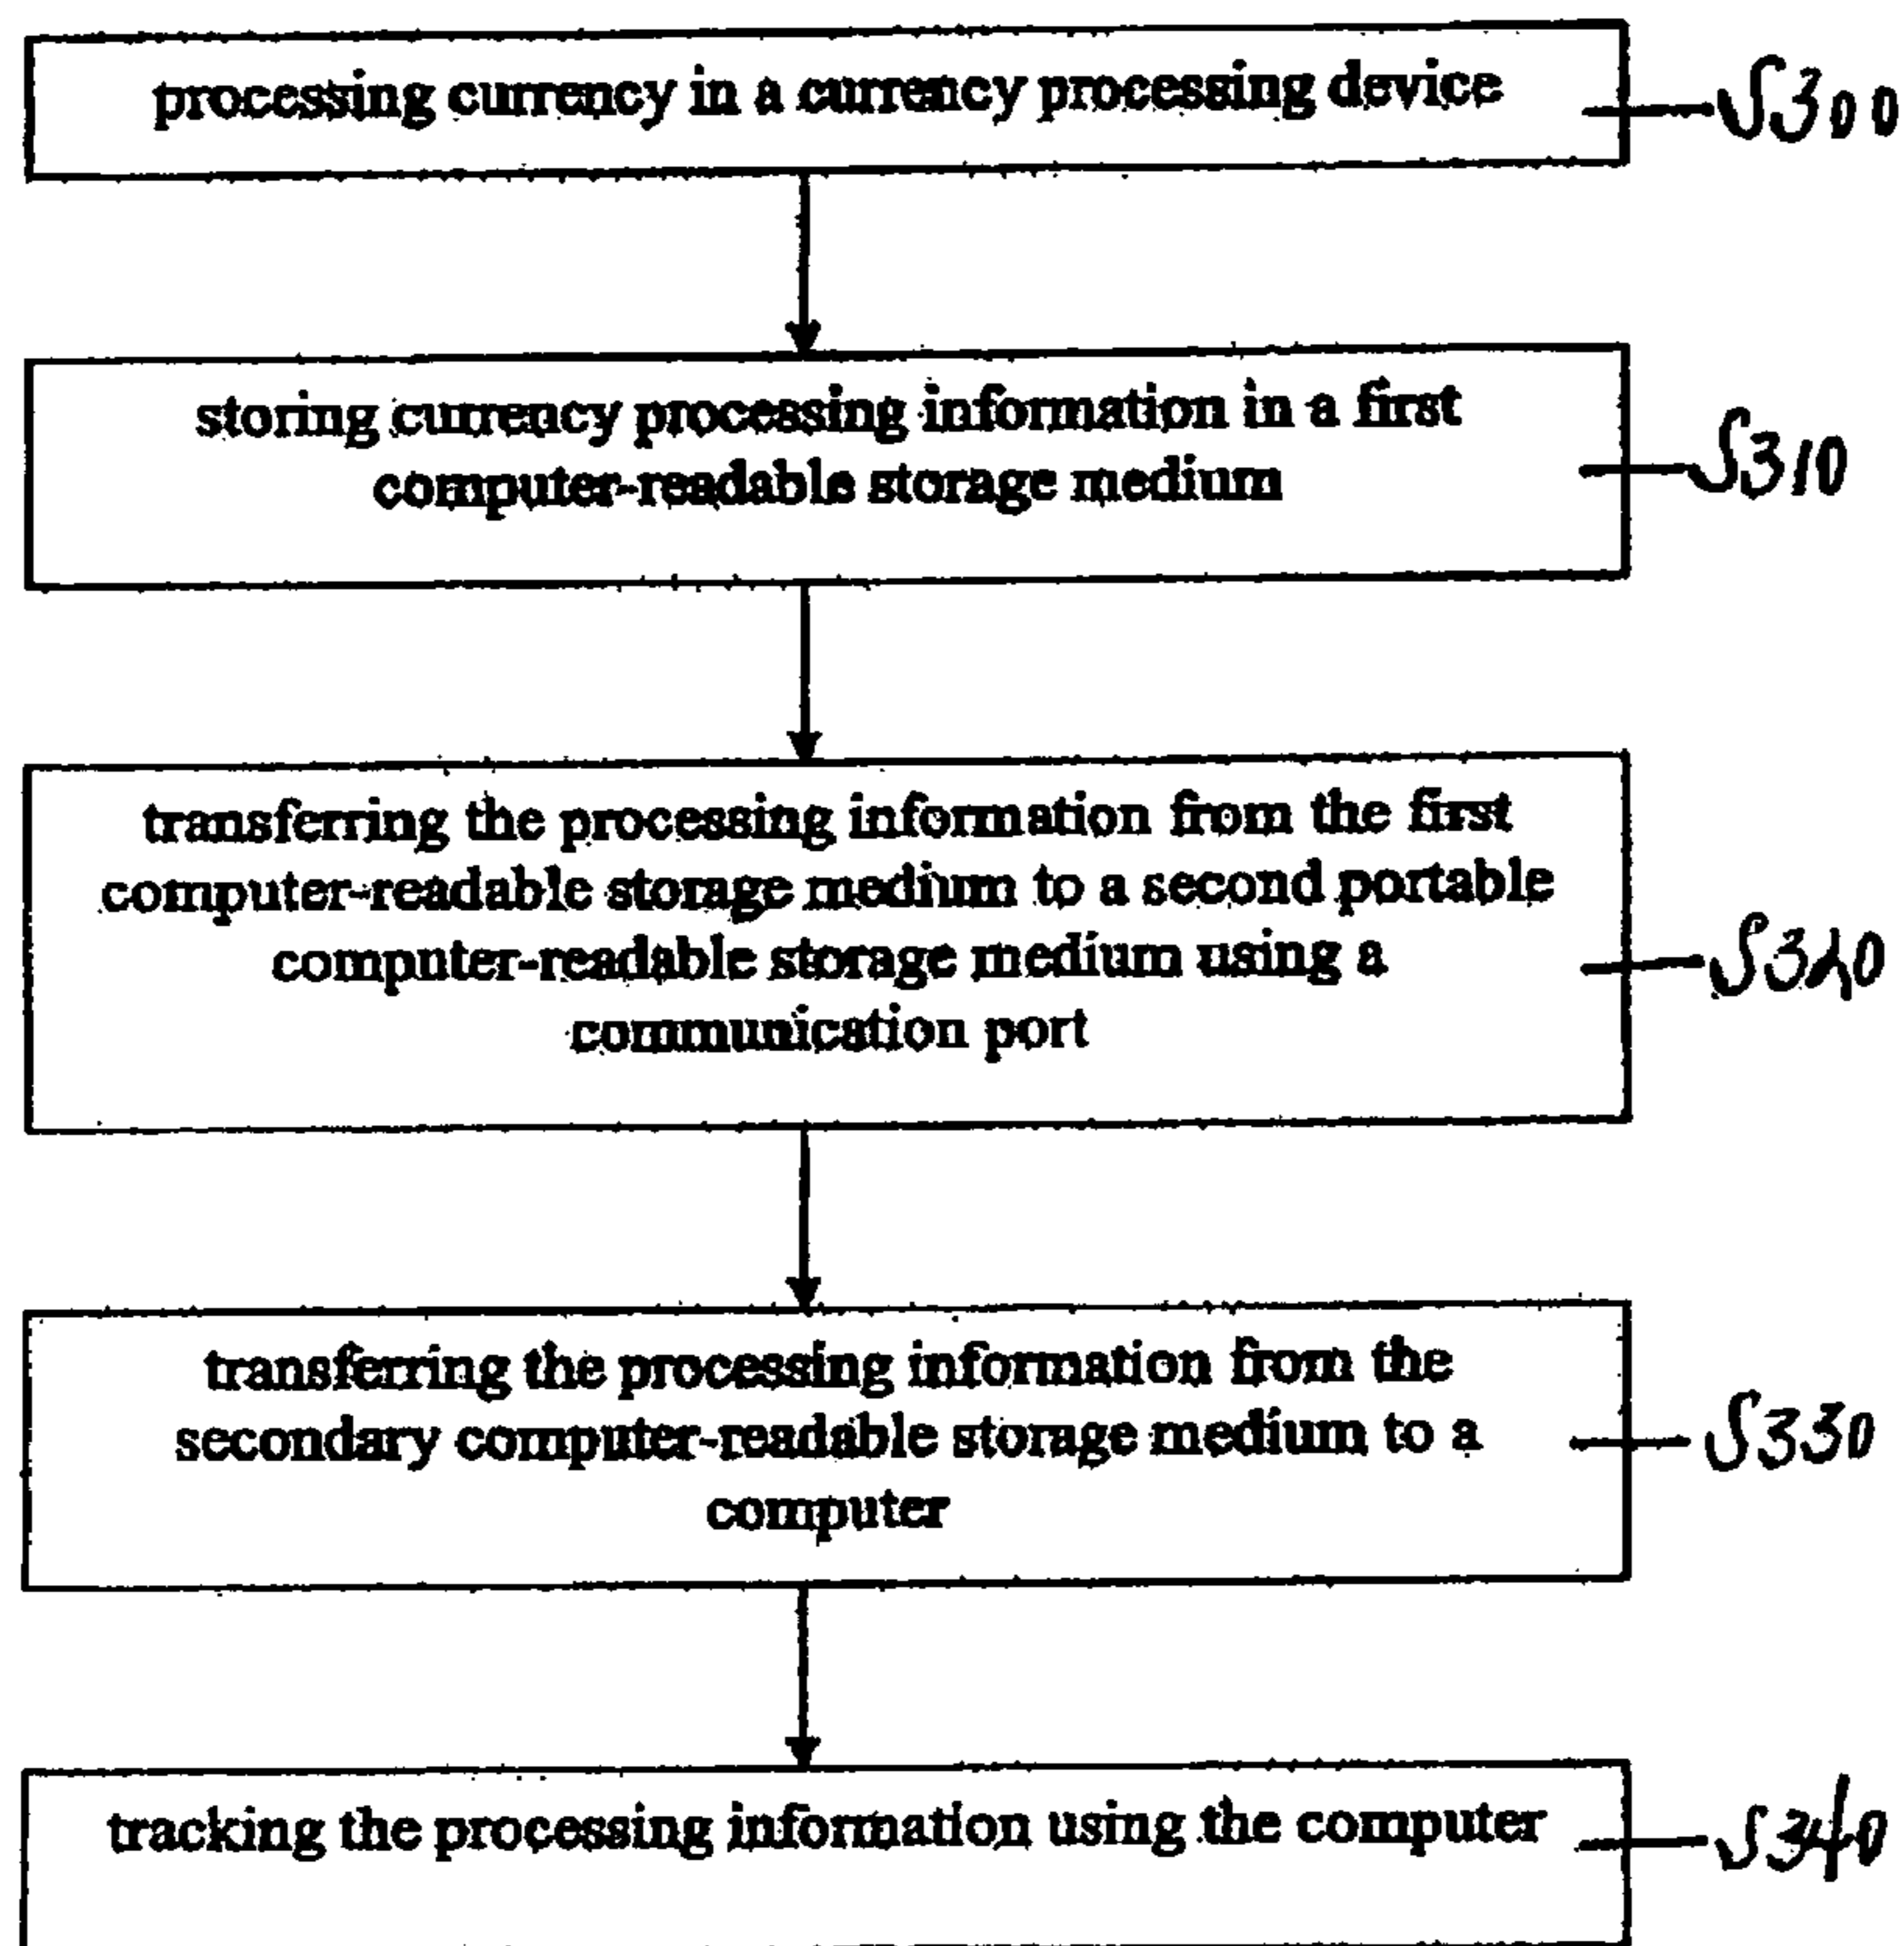 processing currency in a currency processing device
S300
storing currency processing information in a first
computer-readable storage medium
S310
transferring the processing information from the first
computer-readable storage medium to a second portable
computer-readable storage medium using a
communication port
S320
transferring the processing information from the
secondary computer-readable storage medium to a
computer
S330
tracking the processing information using the computer
S340